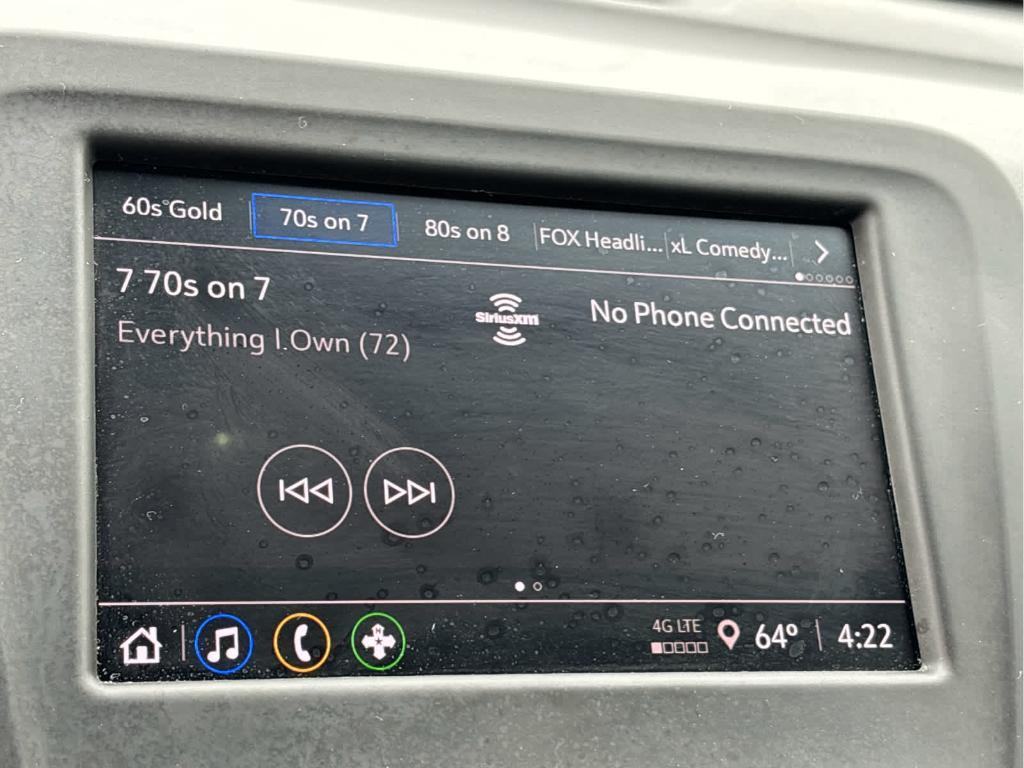 60s Gold
70s on 7
80s on 8
FOX Headli...
xL Comedy...
7 70s on 7
Everything I Own (72)
SiriusXM
No Phone Connected
4G LTE
64°
4:22